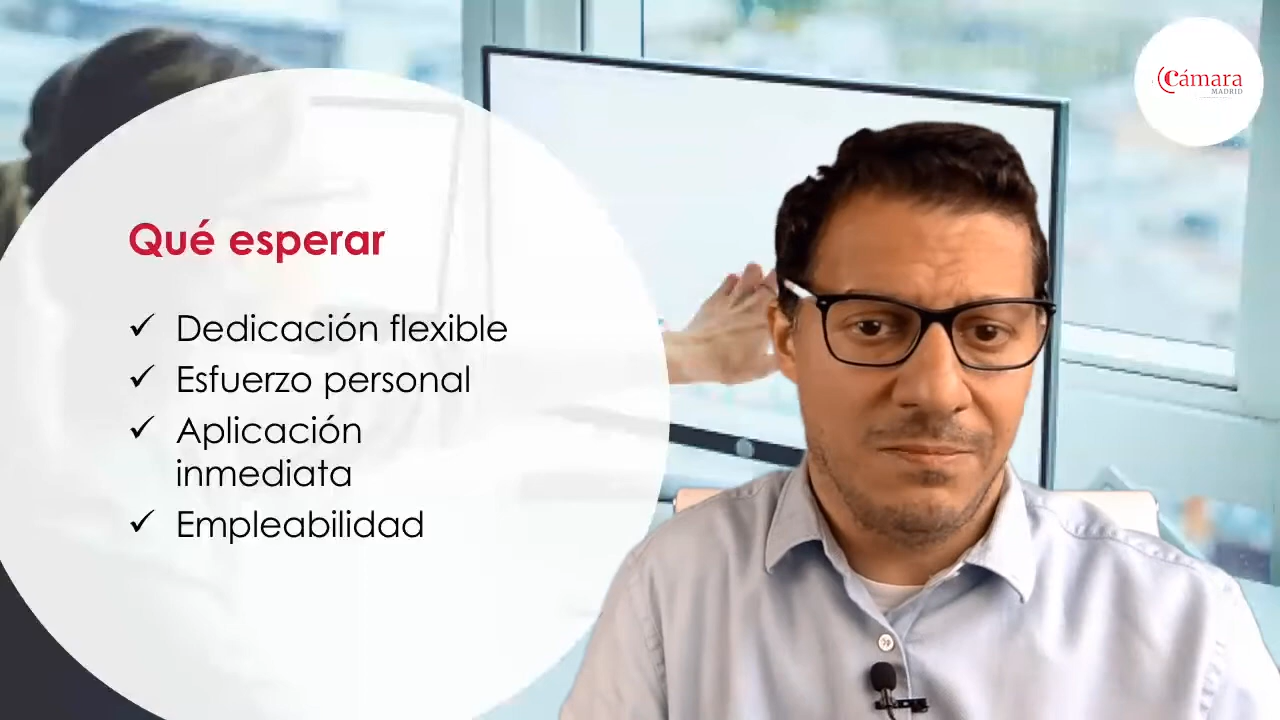 Cámara
MADRID
Qué esperar
✓ Dedicación flexible
✓ Esfuerzo personal
✓ Aplicación
inmediata
✓ Empleabilidad